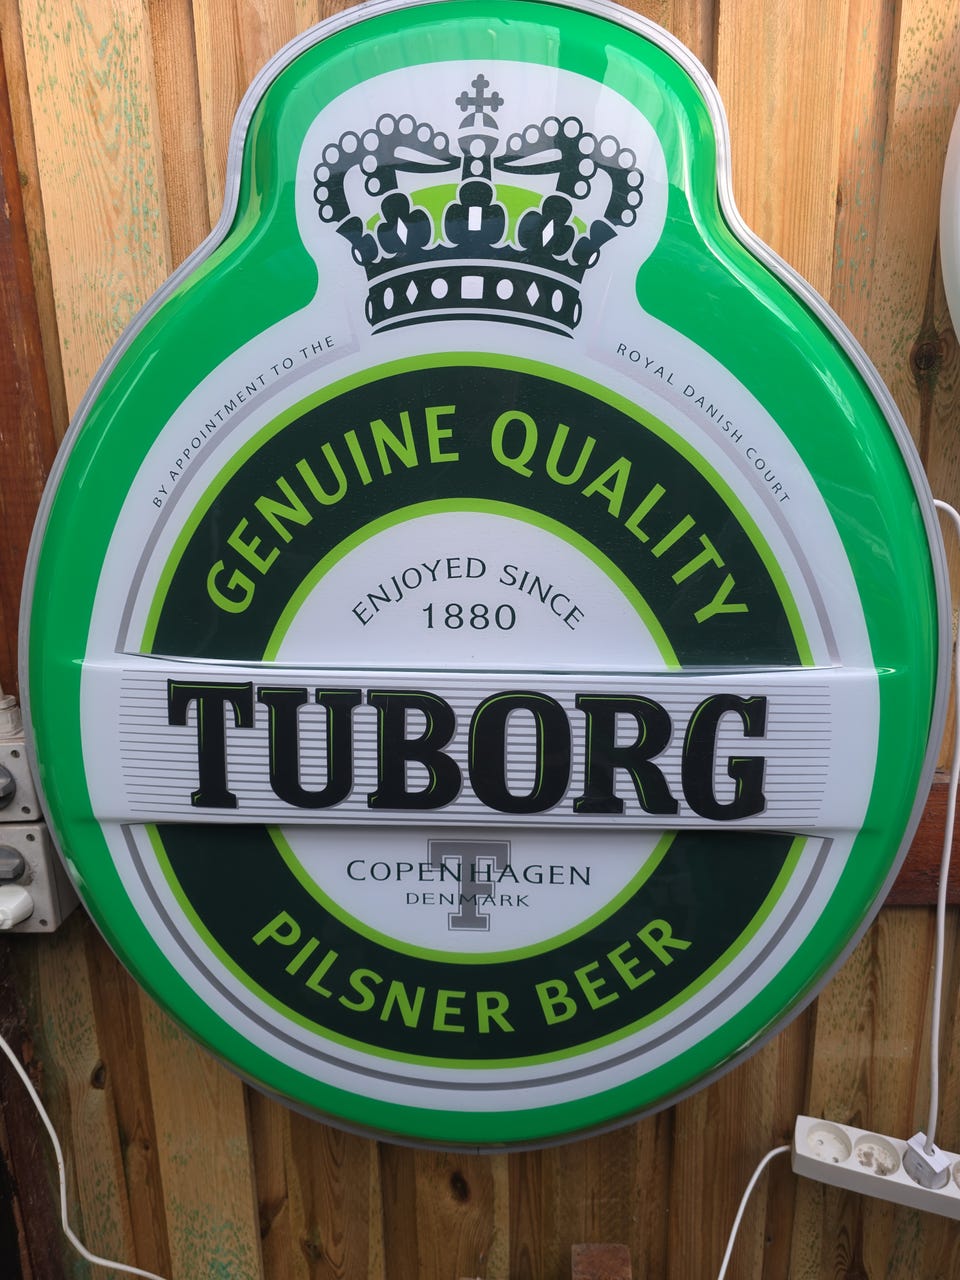 BY APPOINTMENT TO THE
ROYAL DANISH COURT
GENUINE QUALITY
ENJOYED SINCE
1880
TUBORG
T
COPENHAGEN
DENMARK
PILSNER BEER